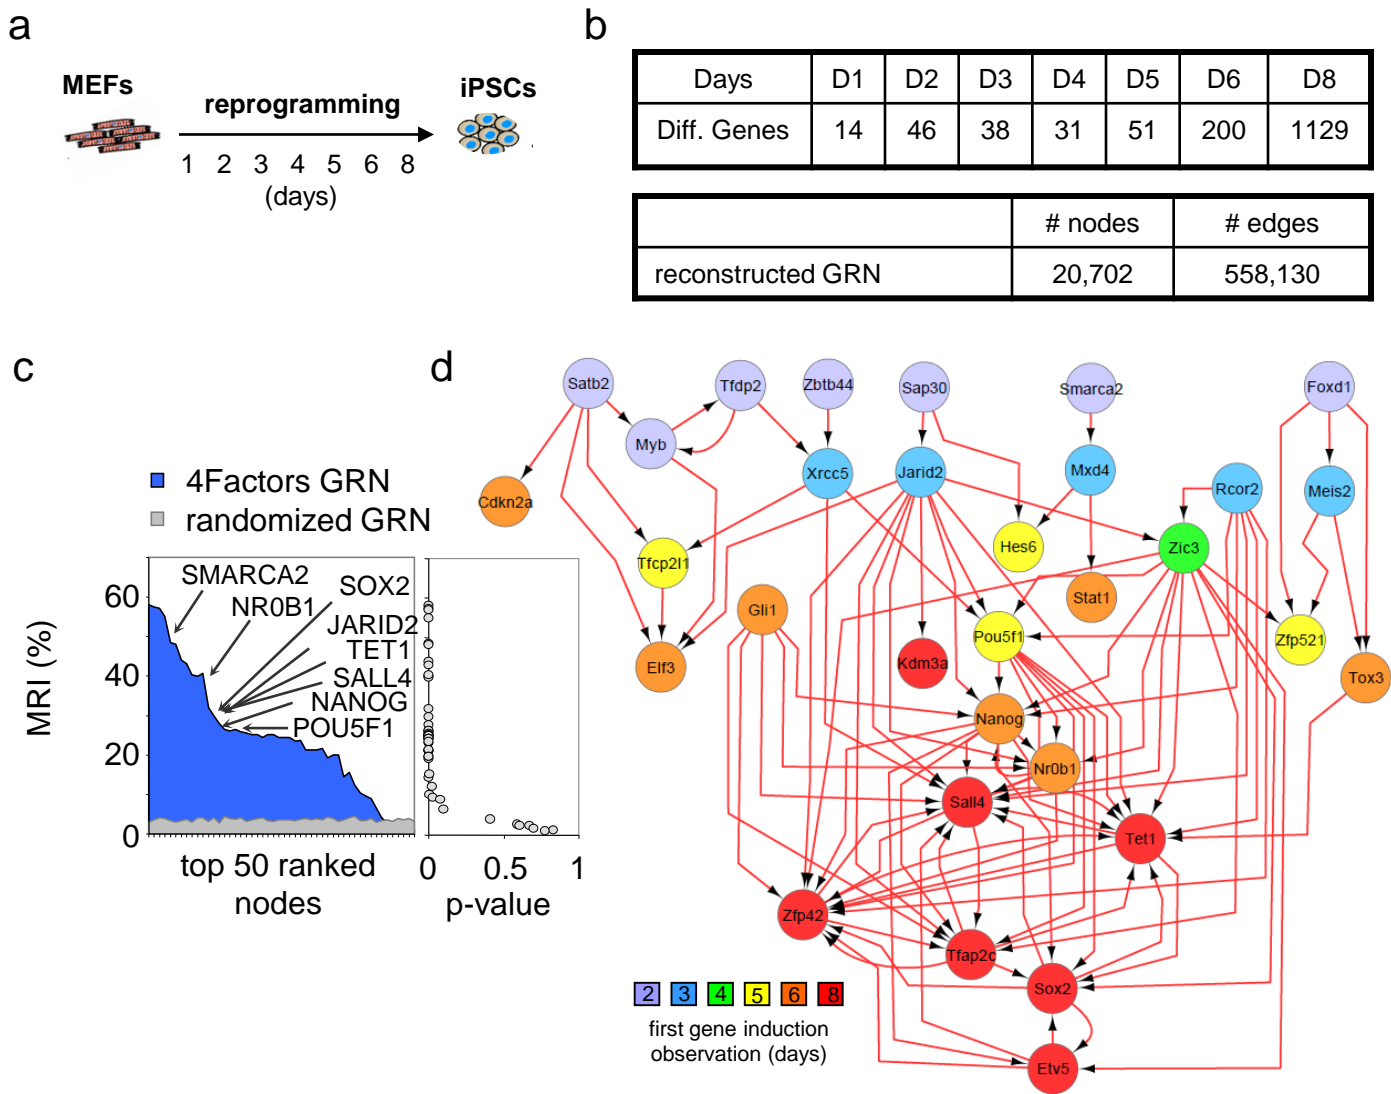 a
MEFs
reprogramming
iPSCs
1 2 3 4 5 6 8
(days)
b
Days D1 D2 D3 D4 D5 D6 D8
Diff. Genes 14 46 38 31 51 200 1129
# nodes # edges
reconstructed GRN 20,702 558,130
c
4Factors GRN
randomized GRN
MRI (%)
60
40
20
0
SMARCA2
NR0B1
SOX2
JARID2
TET1
SALL4
NANOG
POU5F1
top 50 ranked
nodes
0 0.5 1
p-value
d
Satb2
Tfdp2
Zbtb44
Sap30
Smarca2
Foxd1
Myb
Cdkn2a
Xrcc5
Jarid2
Mxd4
Rcor2
Meis2
Tfcp2l1
Hes6
Zic3
Gli1
Stat1
Elf3
Kdm3a
Pou5f1
Zfp521
Tox3
Nanog
Nr0b1
Sall4
Tet1
Zfp42
Tfap2c
Sox2
Etv5
2 3 4 5 6 8
first gene induction
observation (days)